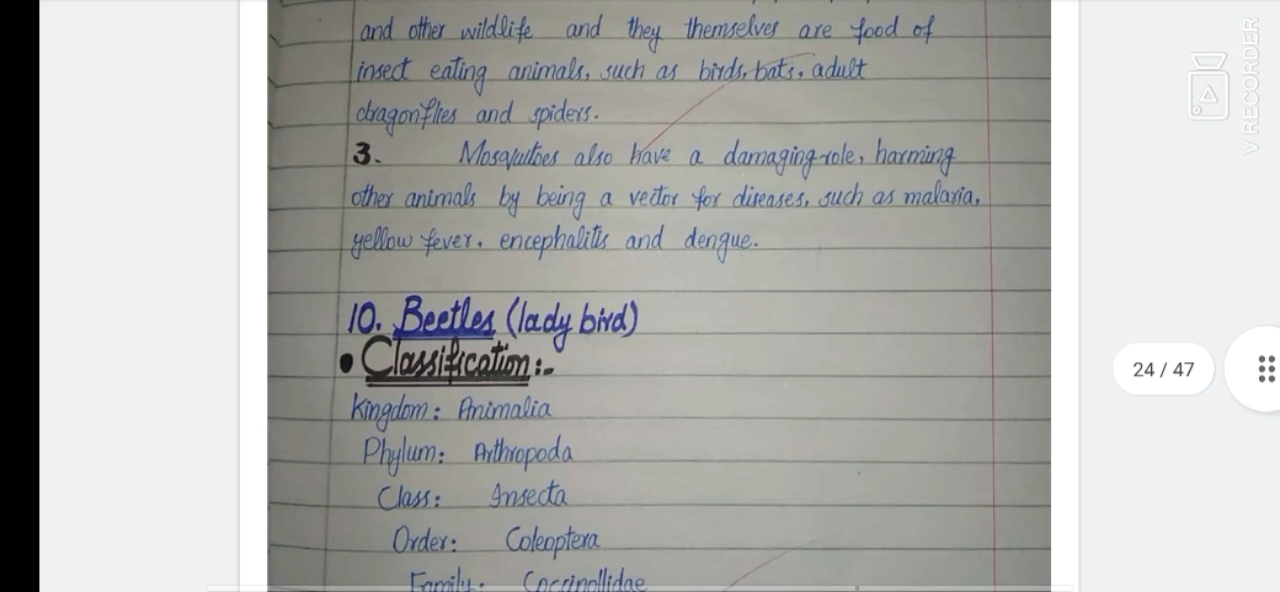 and other wildlife and they themselves are food of
insect eating animals, such as birds, bats, adult
dragonflies and spiders.
3. Mosquitoes also have a damaging role, harming
other animals by being a vector for diseases, such as malaria,
yellow fever, encephalitis and dengue.
10. Beetles (lady bird)
• Classification:-
Kingdom: Animalia
Phylum: Arthropoda
Class: Insecta
Order: Coleoptera
Family: Coccinollidae
24 / 47
VRECORDER